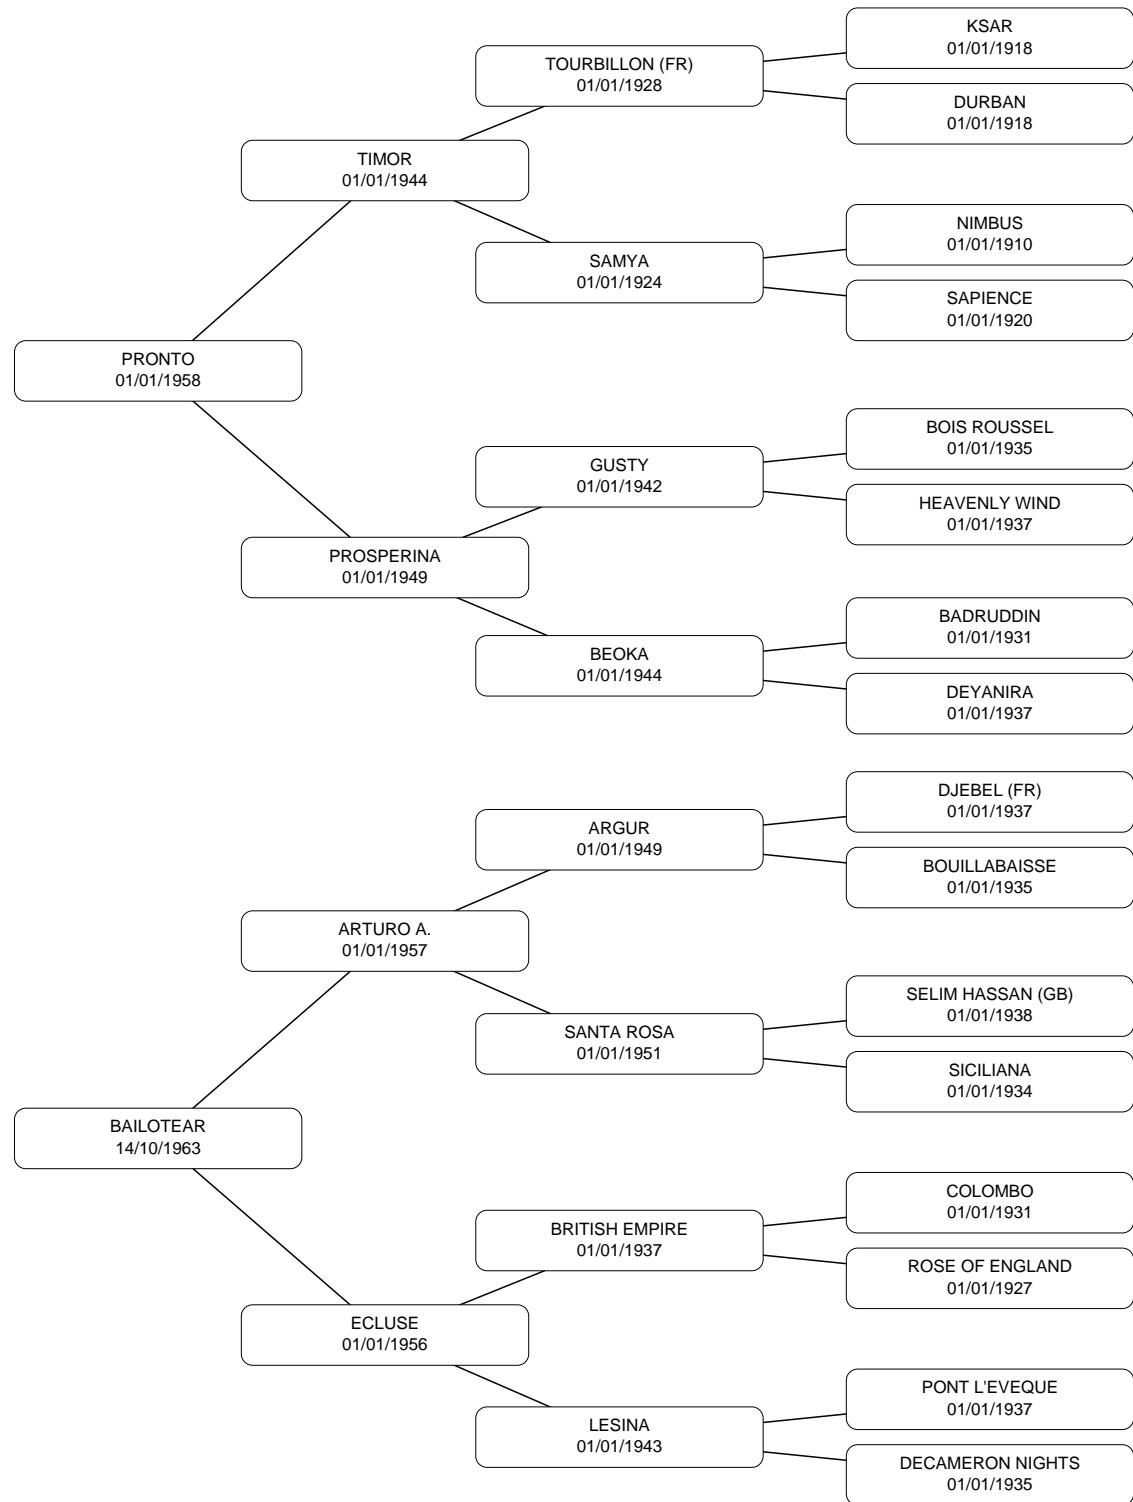 KSAR
01/01/1918
TOURBILLON (FR)
01/01/1928
DURBAN
01/01/1918
TIMOR
01/01/1944
NIMBUS
01/01/1910
SAMYA
01/01/1924
SAPIENCE
01/01/1920
PRONTO
01/01/1958
BOIS ROUSSEL
01/01/1935
GUSTY
01/01/1942
HEAVENLY WIND
01/01/1937
PROSPERINA
01/01/1949
BADRUDDIN
01/01/1931
BEOKA
01/01/1944
DEYANIRA
01/01/1937
DJEBEL (FR)
01/01/1937
ARGUR
01/01/1949
BOUILLABAISSE
01/01/1935
ARTURO A.
01/01/1957
SELIM HASSAN (GB)
01/01/1938
SANTA ROSA
01/01/1951
SICILIANA
01/01/1934
BAILOTEAR
14/10/1963
COLOMBO
01/01/1931
BRITISH EMPIRE
01/01/1937
ROSE OF ENGLAND
01/01/1927
ECLUSE
01/01/1956
PONT L'EVEQUE
01/01/1937
LESINA
01/01/1943
DECAMERON NIGHTS
01/01/1935